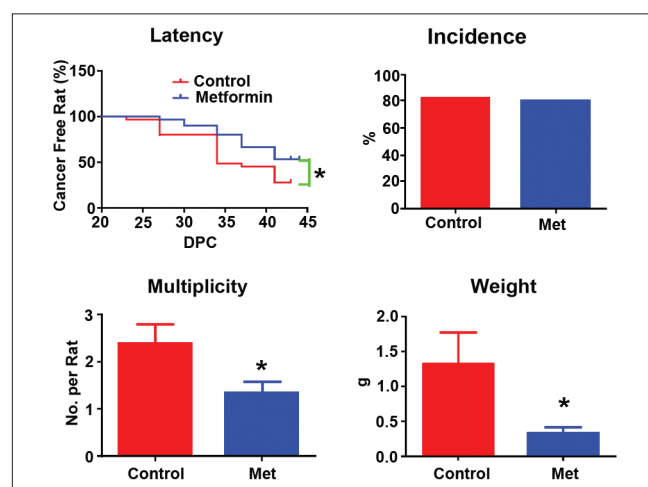 Latency
Cancer Free Rat (%)
150
100
50
0
Control
Metformin
*
20 25 30 35 40 45
DPC
Incidence
%
100
80
60
40
20
0
Control Met
Multiplicity
No. per Rat
3
2
1
0
*
Control Met
Weight
g
2.0
1.5
1.0
0.5
0.0
*
Control Met